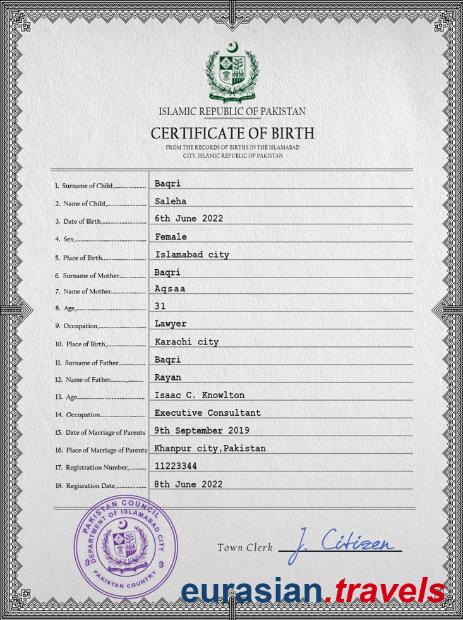 ISLAMIC REPUBLIC OF PAKISTAN
CERTIFICATE OF BIRTH
FROM THE RECORDS OF BIRTHS IN THE ISLAMABAD
CITY, ISLAMIC REPUBLIC OF PAKISTAN
1. Surname of Child,.............. Baqri
2. Name of Child,.............. Saleha
3. Date of Birth,.............. 6th June 2022
4. Sex,.............. Female
5. Place of Birth,.............. Islamabad city
6. Surname of Mother.............. Baqri
7. Name of Mother.............. Aqsaa
8. Age,.............. 31
9. Occupation,.............. Lawyer
10. Place of Birth,.............. Karachi city
11. Surname of Father.............. Baqri
12. Name of Father.............. Rayan
13. Age.............. Isaac C. Knowlton
14. Occupation.............. Executive Consultant
15. Date of Marriage of Parents 9th September 2019
16. Place of Marriage of Parents Khanpur city,Pakistan
17. Registration Number,.............. 11223344
18. Regisration Date,.............. 8th June 2022
PAKISTAN COUNCIL
DEPARTMENT OF ISLAMABAD CITY
PAKISTAN COUNTRY
Town Clerk J. Citizen
eurasian.travels